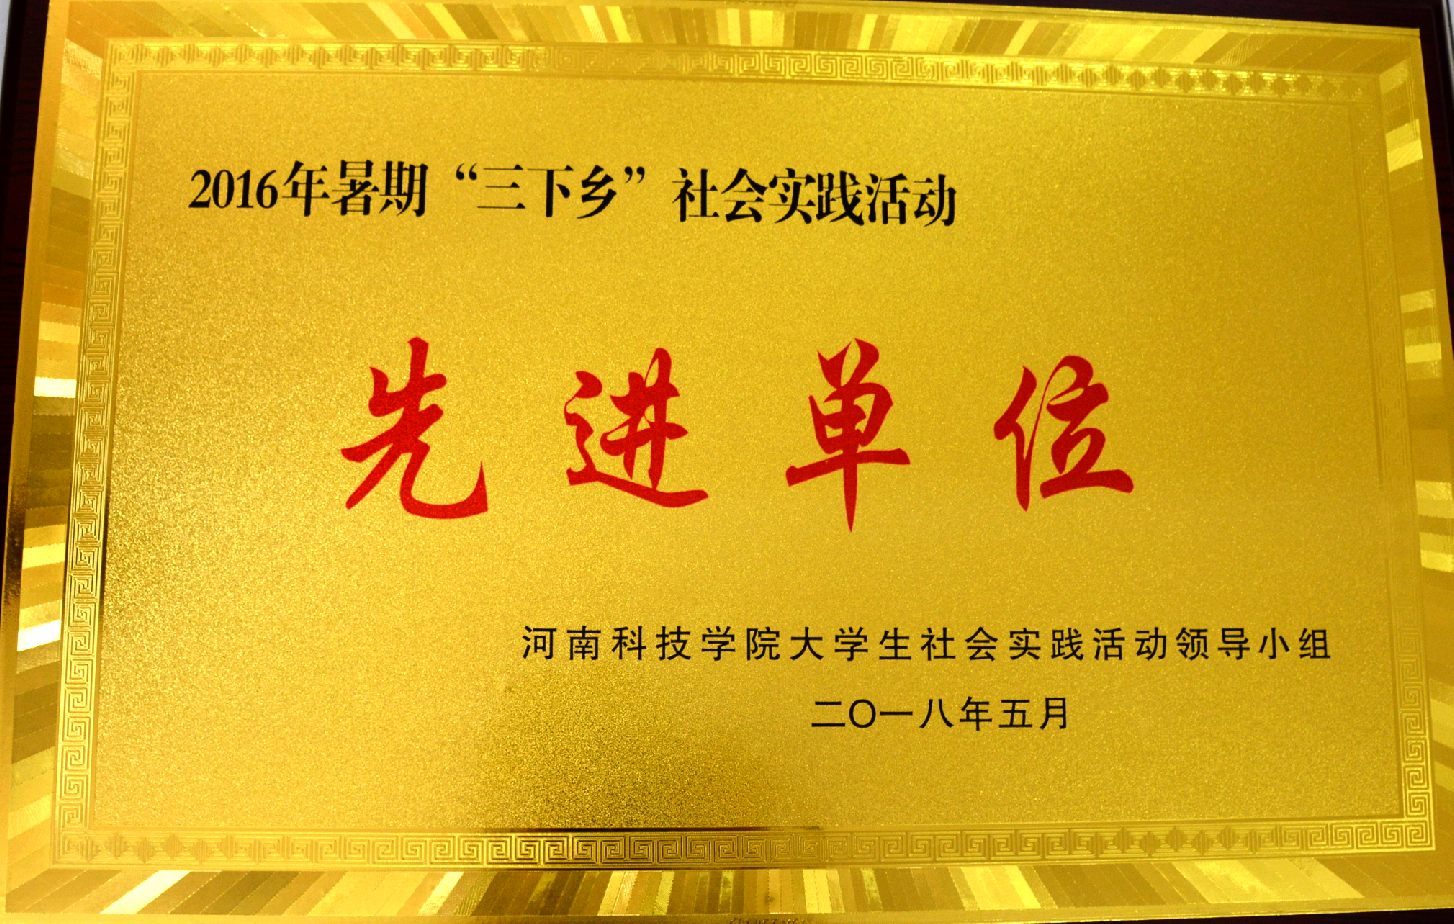 2016年暑期“三下乡”社会实践活动
先进单位
河南科技学院大学生社会实践活动领导小组
二〇一八年五月